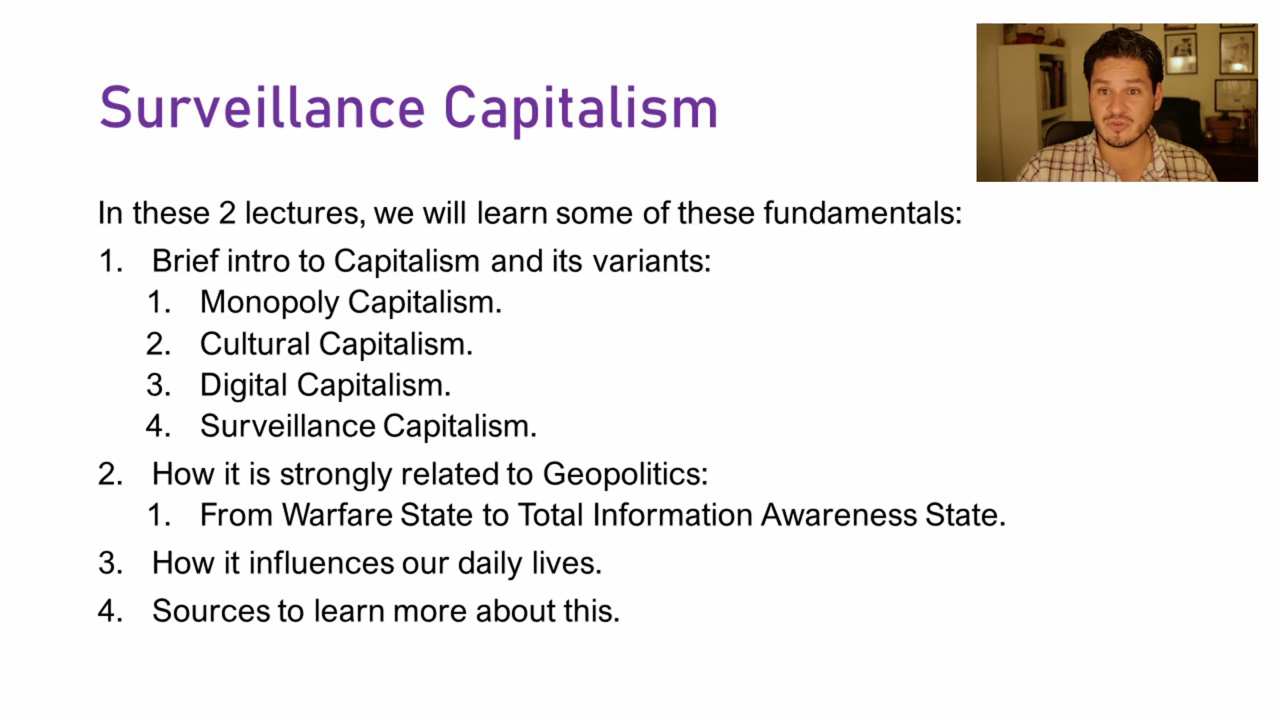 Surveillance Capitalism
In these 2 lectures, we will learn some of these fundamentals:
1. Brief intro to Capitalism and its variants:
1. Monopoly Capitalism.
2. Cultural Capitalism.
3. Digital Capitalism.
4. Surveillance Capitalism.
2. How it is strongly related to Geopolitics:
1. From Warfare State to Total Information Awareness State.
3. How it influences our daily lives.
4. Sources to learn more about this.